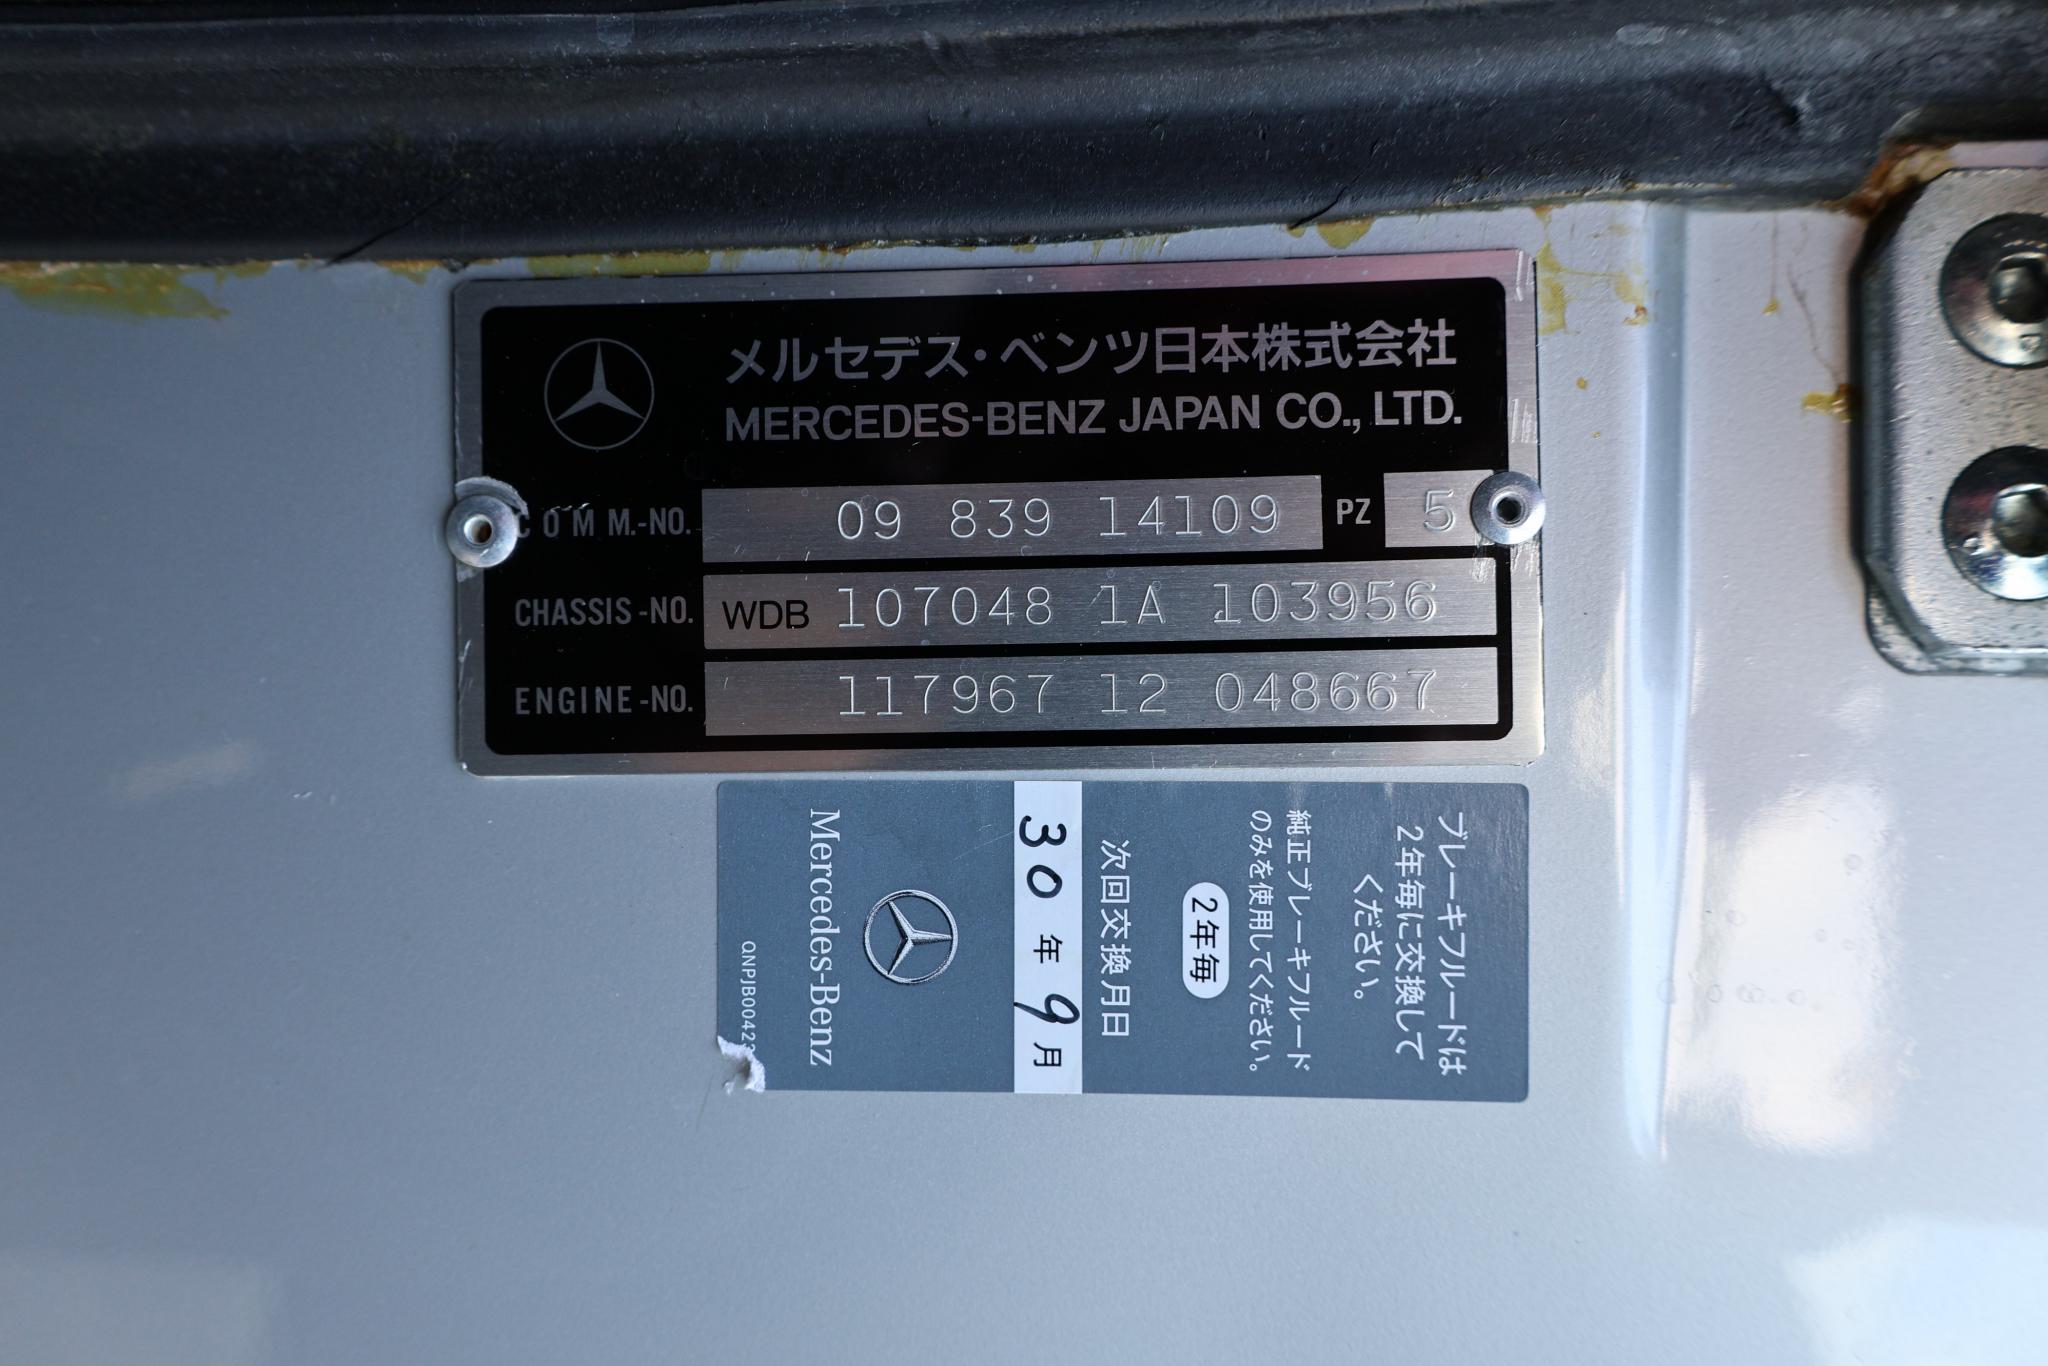 メルセデス・ベンツ日本株式会社
MERCEDES-BENZ JAPAN CO., LTD.
COMM.-NO. 09 839 14109 PZ 5
CHASSIS-NO. WDB 107048 1A 103956
ENGINE-NO. 117967 12 048667
ブレーキフルードは
2年毎に交換して
ください。
純正ブレーキフルード
のみを使用してください。
2年毎
次回交換月日
30年9月
Mercedes-Benz
QNPJB0042